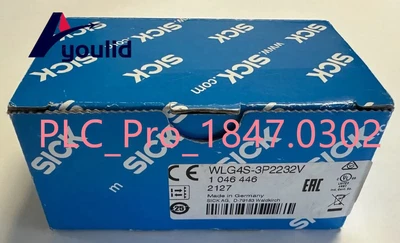 Ayoulid
SICK
SICK
SICK
.com
SICK
PLC_Pro_1847.0302
CE WLG4S-3P2232V
1 046 446
2127
Made in Germany
SICK AG, D-79183 Waldkirch
EAC
SICK